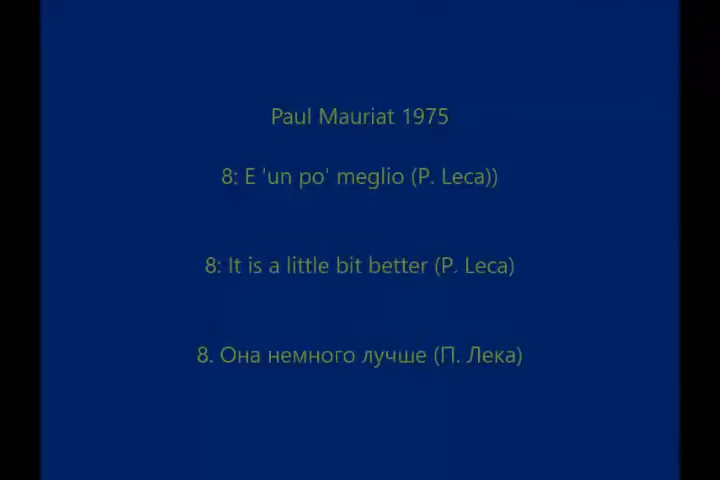 Paul Mauriat 1975
8: E 'un po' meglio (P. Leca))
8: It is a little bit better (P. Leca)
8. Она немного лучше (П. Лека)